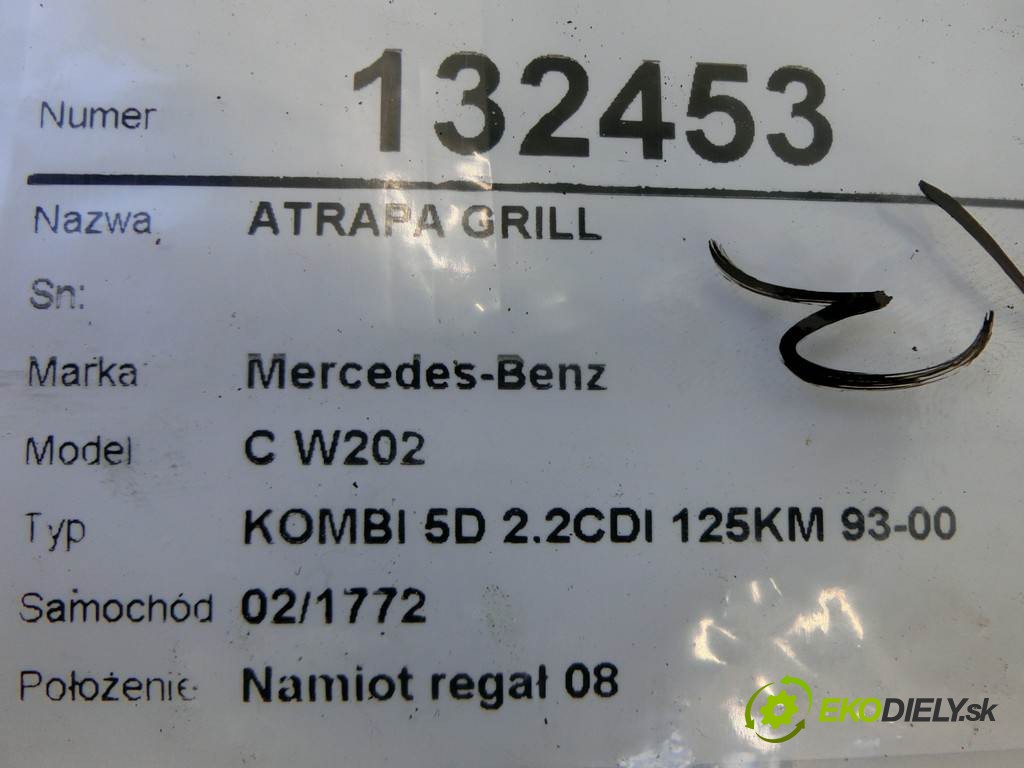 Numer 132453
Nazwa ATRAPA GRILL
Sn:
Marka Mercedes-Benz
Model C W202
Typ KOMBI 5D 2.2CDI 125KM 93-00
Samochód 02/1772
Położenie Namiot regał 08
EKODIELY.sk